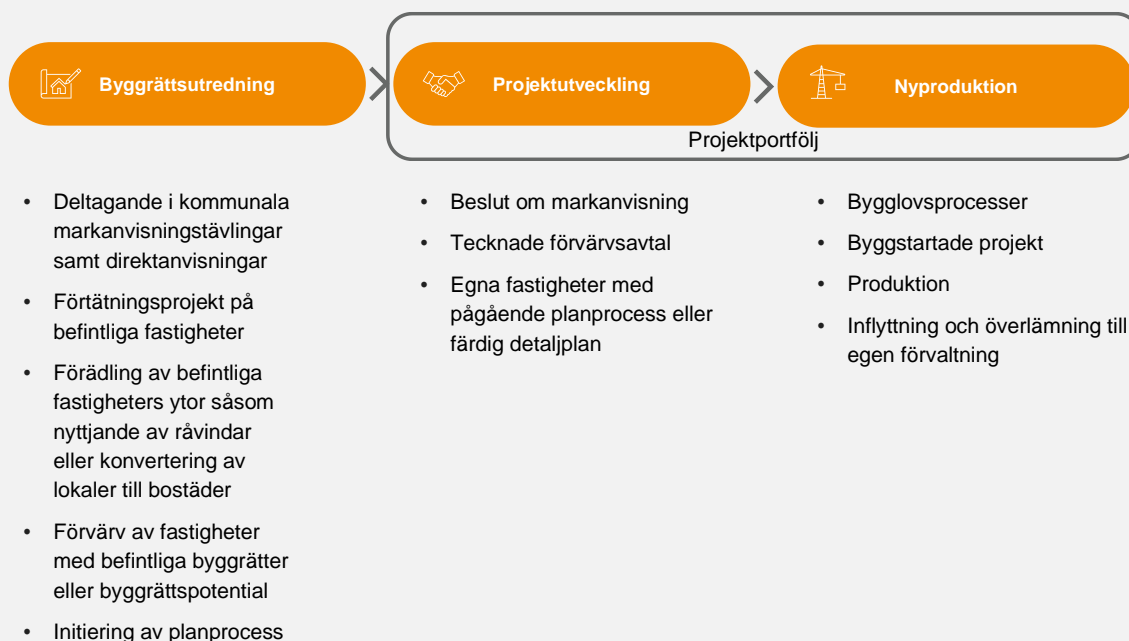 Byggrättsutredning
Projektutveckling
Nyproduktion
Projektportfölj
• Deltagande i kommunala
markanvisningstävlingar
samt direktanvisningar
• Förtätningsprojekt på
befintliga fastigheter
• Förädling av befintliga
fastigheters ytor såsom
nyttjande av råvindar
eller konvertering av
lokaler till bostäder
• Förvärv av fastigheter
med befintliga byggrätter
eller byggrättspotential
• Initiering av planprocess
• Beslut om markanvisning
• Tecknade förvärvsavtal
• Egna fastigheter med
pågående planprocess eller
färdig detaljplan
• Bygglovsprocesser
• Byggstartade projekt
• Produktion
• Inflyttning och överlämning till
egen förvaltning